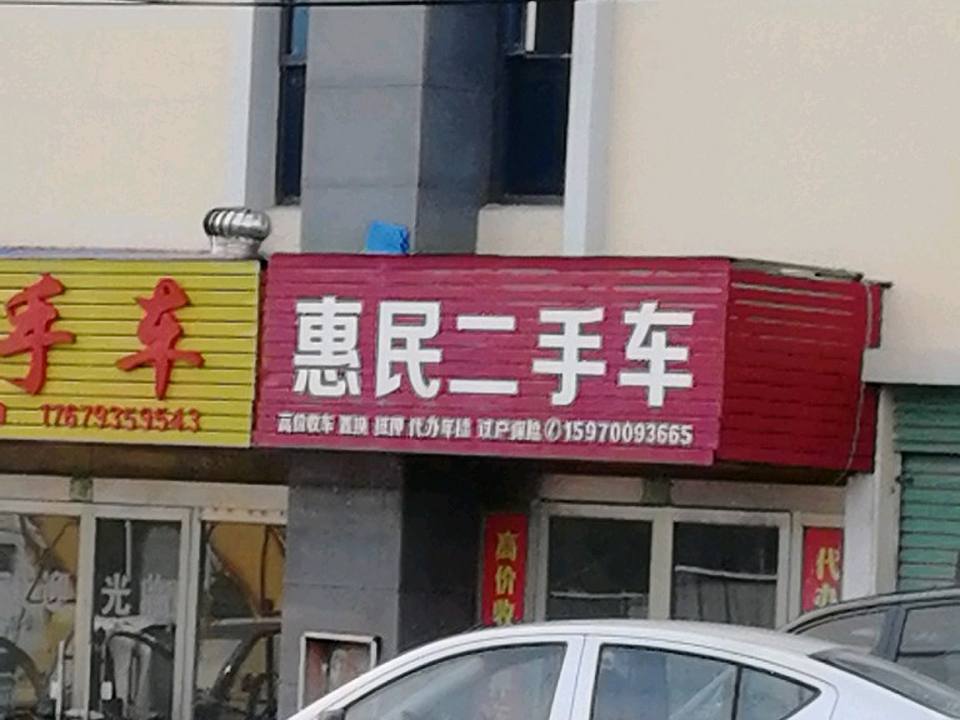 手车
17679359543
惠民二手车
高价收车 置换 抵押 代办年检 过户保险 ✆15970093665
高价收
代办
光临